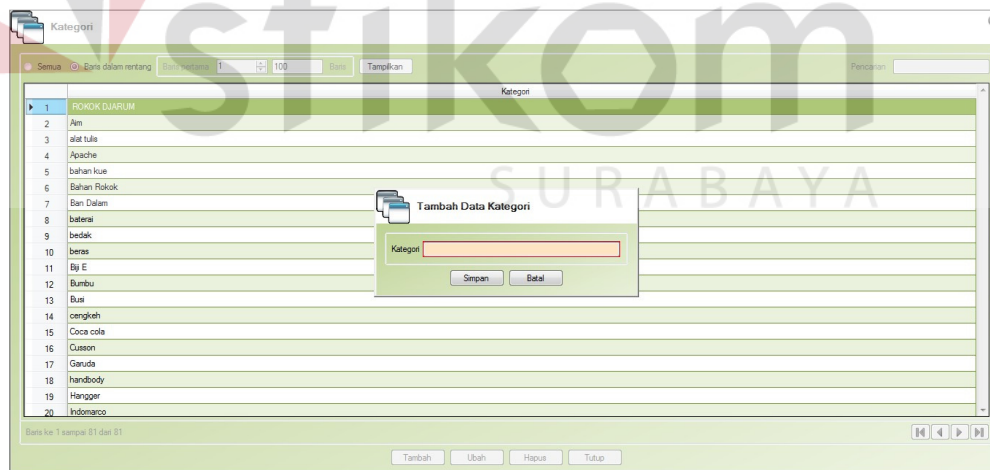 stikom
SURABAYA
Kategori
Semua Baris dalam rentang Baris pertama 1 100 Baris Tampilkan Pencarian
Kategori
1 ROKOK DJARUM
2 Aim
3 alat tulis
4 Apache
5 bahan kue
6 Bahan Rokok
7 Ban Dalam
8 baterai
9 bedak
10 beras
11 Biji E
12 Bumbu
13 Busi
14 cengkeh
15 Coca cola
16 Cusson
17 Garuda
18 handbody
19 Hangger
20 Indomarco
Tambah Data Kategori
Kategori
Simpan Batal
Baris ke 1 sampai 81 dari 81
Tambah Ubah Hapus Tutup